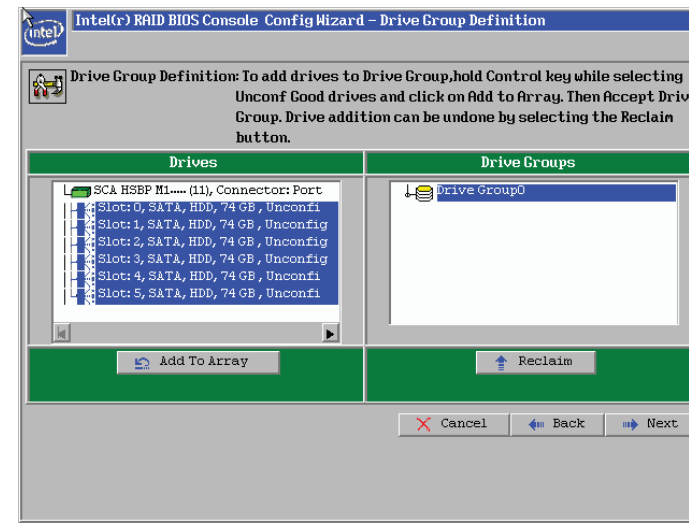 intel
Intel(r) RAID BIOS Console Config Wizard – Drive Group Definition
Drive Group Definition: To add drives to Drive Group,hold Control key while selecting
Unconf Good drives and click on Add to Array. Then Accept Driv
Group. Drive addition can be undone by selecting the Reclaim
button.
Drives
SCA HSBP M1..... (11), Connector: Port
Slot: 0, SATA, HDD, 74 GB , Unconfi
Slot: 1, SATA, HDD, 74 GB , Unconfig
Slot: 2, SATA, HDD, 74 GB , Unconfig
Slot: 3, SATA, HDD, 74 GB , Unconfig
Slot: 4, SATA, HDD, 74 GB , Unconfi
Slot: 5, SATA, HDD, 74 GB , Unconfi
Add To Array
Drive Groups
Drive Group0
Reclaim
Cancel
Back
Next